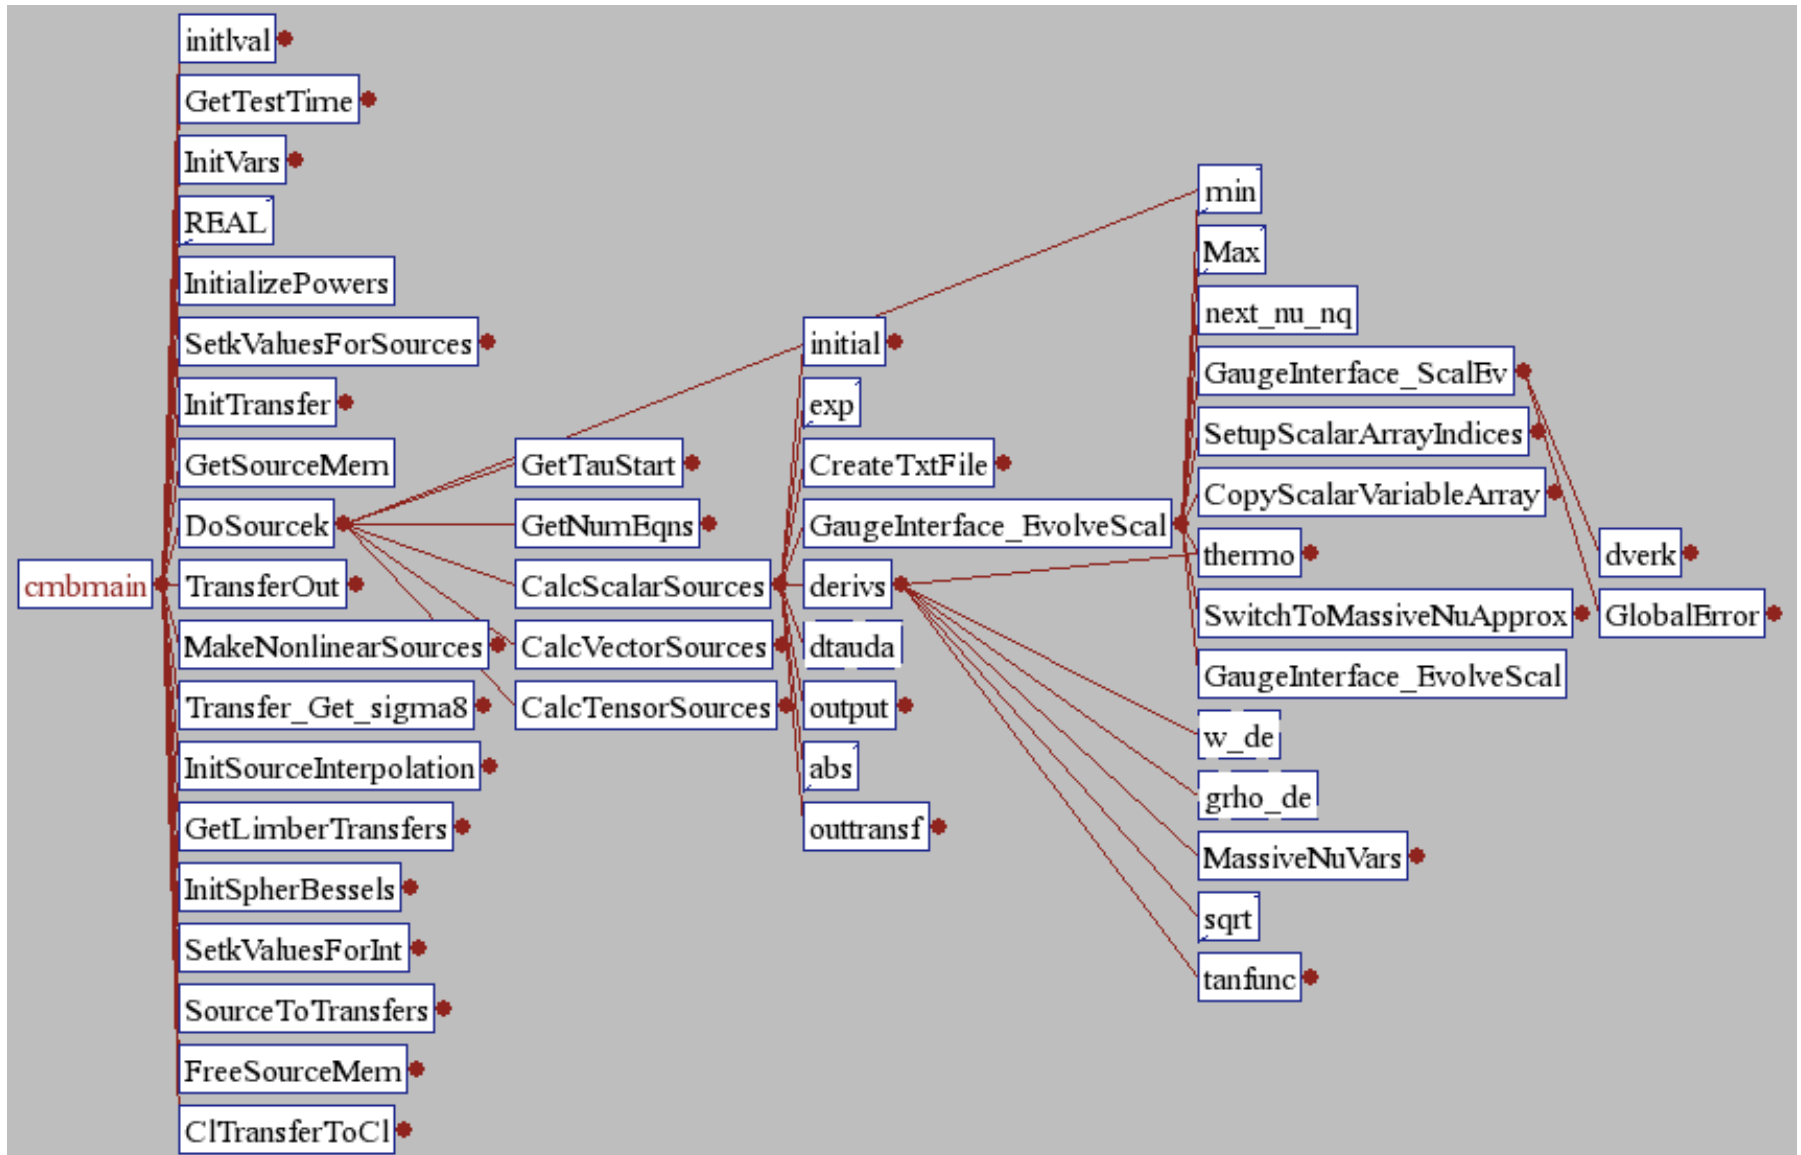 initlval
GetTestTime
InitVars
REAL
InitializePowers
SetkValuesForSources
InitTransfer
GetSourceMem
DoSourcek
cmbmain
TransferOut
MakeNonlinearSources
Transfer_Get_sigma8
InitSourceInterpolation
GetLimberTransfers
InitSpherBessels
SetkValuesForInt
SourceToTransfers
FreeSourceMem
ClTransferToCl
GetTauStart
GetNumEqns
CalcScalarSources
CalcVectorSources
CalcTensorSources
initial
exp
CreateTxtFile
GaugeInterface_EvolveScal
derivs
dtauda
output
abs
outtransf
min
Max
next_nu_nq
GaugeInterface_ScalEv
SetupScalarArrayIndices
CopyScalarVariableArray
thermo
SwitchToMassiveNuApprox
GaugeInterface_EvolveScal
w_de
grho_de
MassiveNuVars
sqrt
tanfunc
dverk
GlobalError